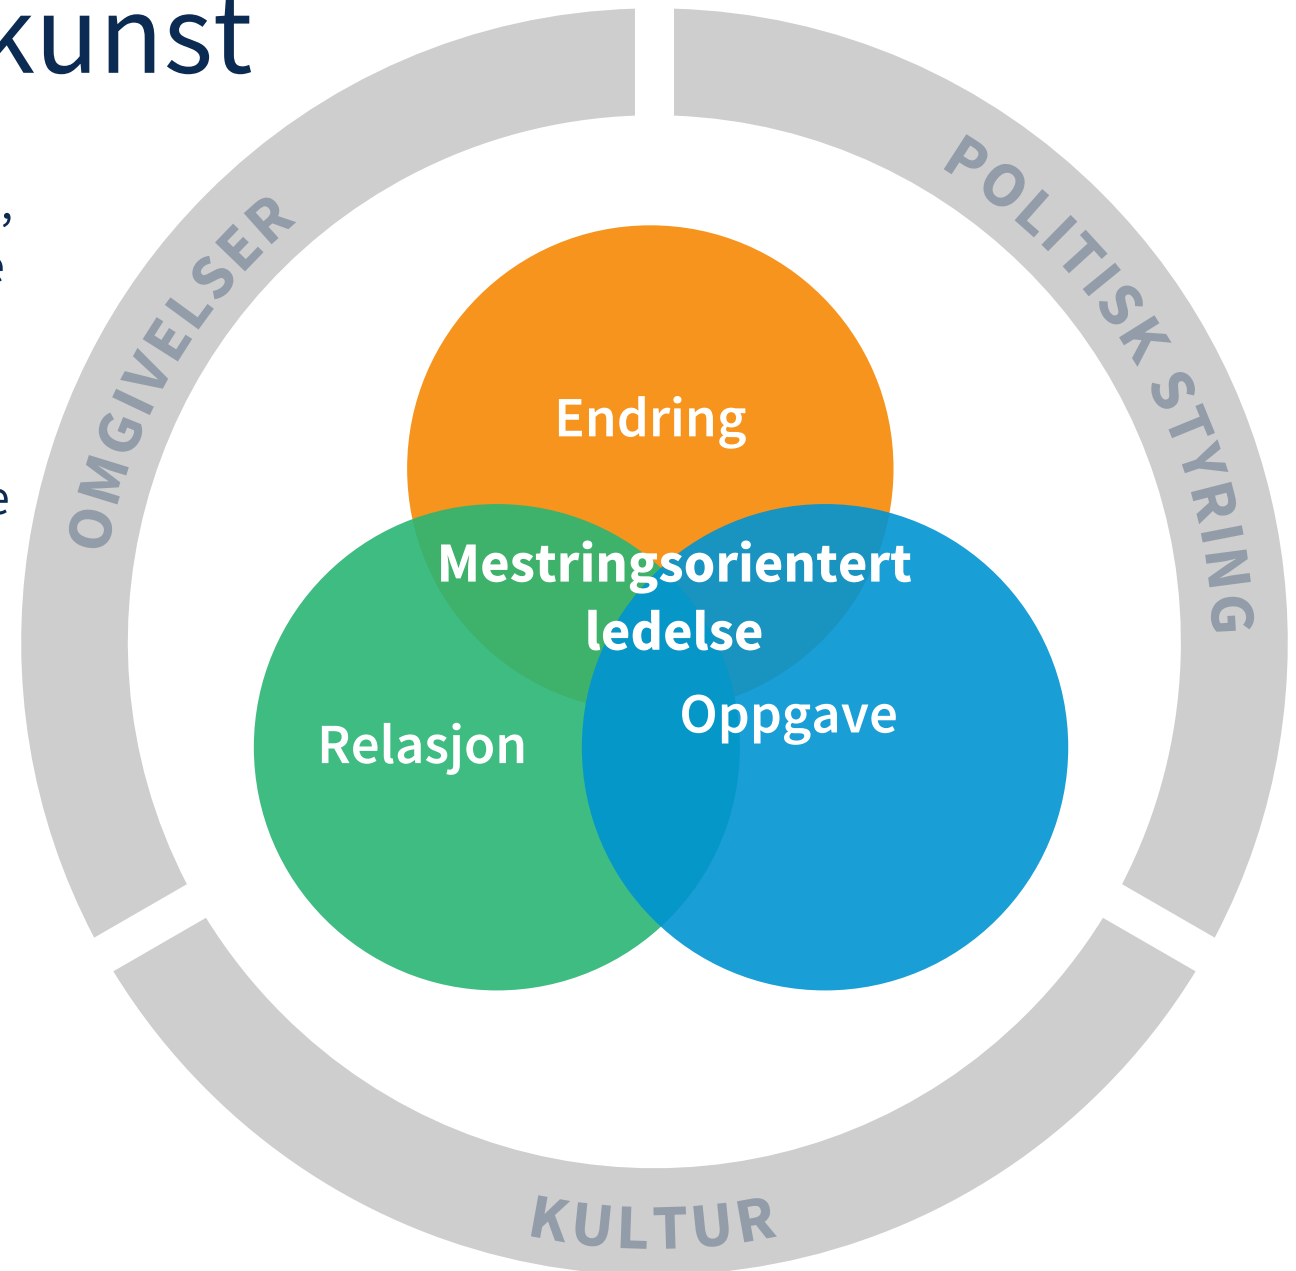 kunst
,
e
e
OMGIVELSER
POLITISK STYRING
Endring
Mestringsorientert
ledelse
Oppgave
Relasjon
KULTUR